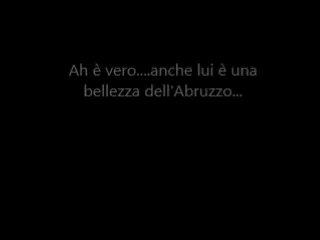 Ah è vero....anche lui è una
bellezza dell'Abruzzo...